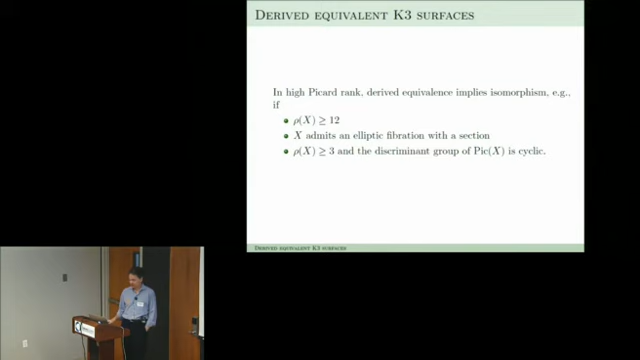 DERIVED EQUIVALENT K3 SURFACES
In high Picard rank, derived equivalence implies isomorphism, e.g.,
if
ρ(X) ≥ 12
X admits an elliptic fibration with a section
ρ(X) ≥ 3 and the discriminant group of Pic(X) is cyclic.
DERIVED EQUIVALENT K3 SURFACES